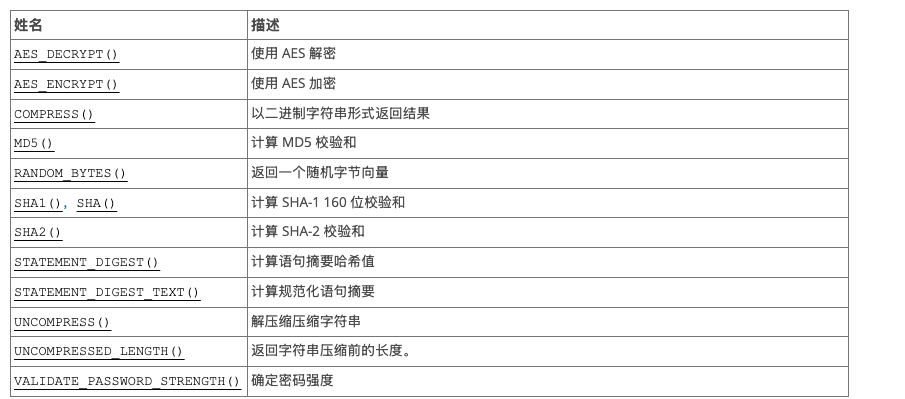 姓名 描述
AES_DECRYPT() 使用 AES 解密
AES_ENCRYPT() 使用 AES 加密
COMPRESS() 以二进制字符串形式返回结果
MD5() 计算 MD5 校验和
RANDOM_BYTES() 返回一个随机字节向量
SHA1(), SHA() 计算 SHA-1 160 位校验和
SHA2() 计算 SHA-2 校验和
STATEMENT_DIGEST() 计算语句摘要哈希值
STATEMENT_DIGEST_TEXT() 计算规范化语句摘要
UNCOMPRESS() 解压缩压缩字符串
UNCOMPRESSED_LENGTH() 返回字符串压缩前的长度。
VALIDATE_PASSWORD_STRENGTH() 确定密码强度